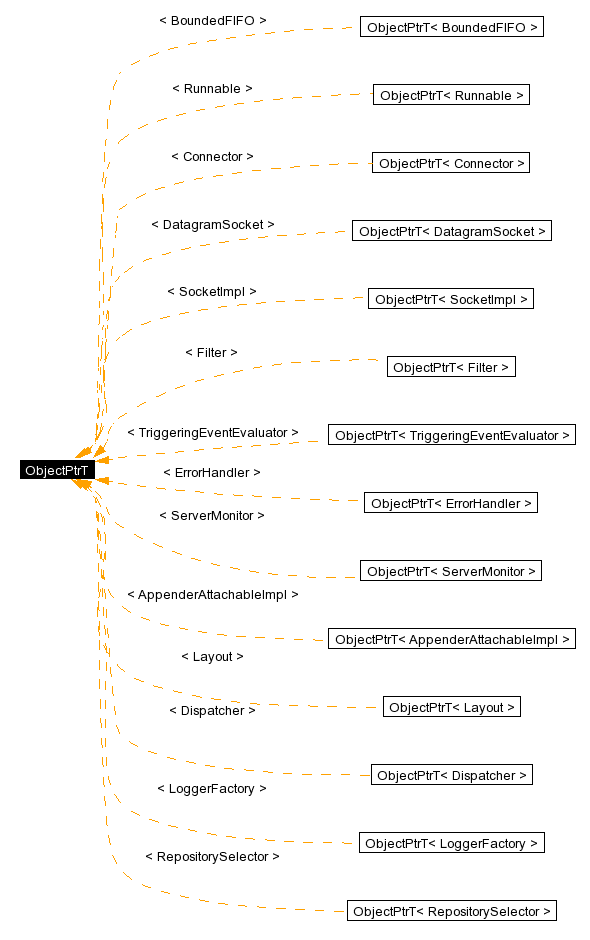 < BoundedFIFO >
ObjectPtrT< BoundedFIFO >
< Runnable >
ObjectPtrT< Runnable >
< Connector >
ObjectPtrT< Connector >
< DatagramSocket >
ObjectPtrT< DatagramSocket >
< SocketImpl >
ObjectPtrT< SocketImpl >
< Filter >
ObjectPtrT< Filter >
< TriggeringEventEvaluator >
ObjectPtrT< TriggeringEventEvaluator >
ObjectPtrT
< ErrorHandler >
ObjectPtrT< ErrorHandler >
< ServerMonitor >
ObjectPtrT< ServerMonitor >
< AppenderAttachableImpl >
ObjectPtrT< AppenderAttachableImpl >
< Layout >
ObjectPtrT< Layout >
< Dispatcher >
ObjectPtrT< Dispatcher >
< LoggerFactory >
ObjectPtrT< LoggerFactory >
< RepositorySelector >
ObjectPtrT< RepositorySelector >